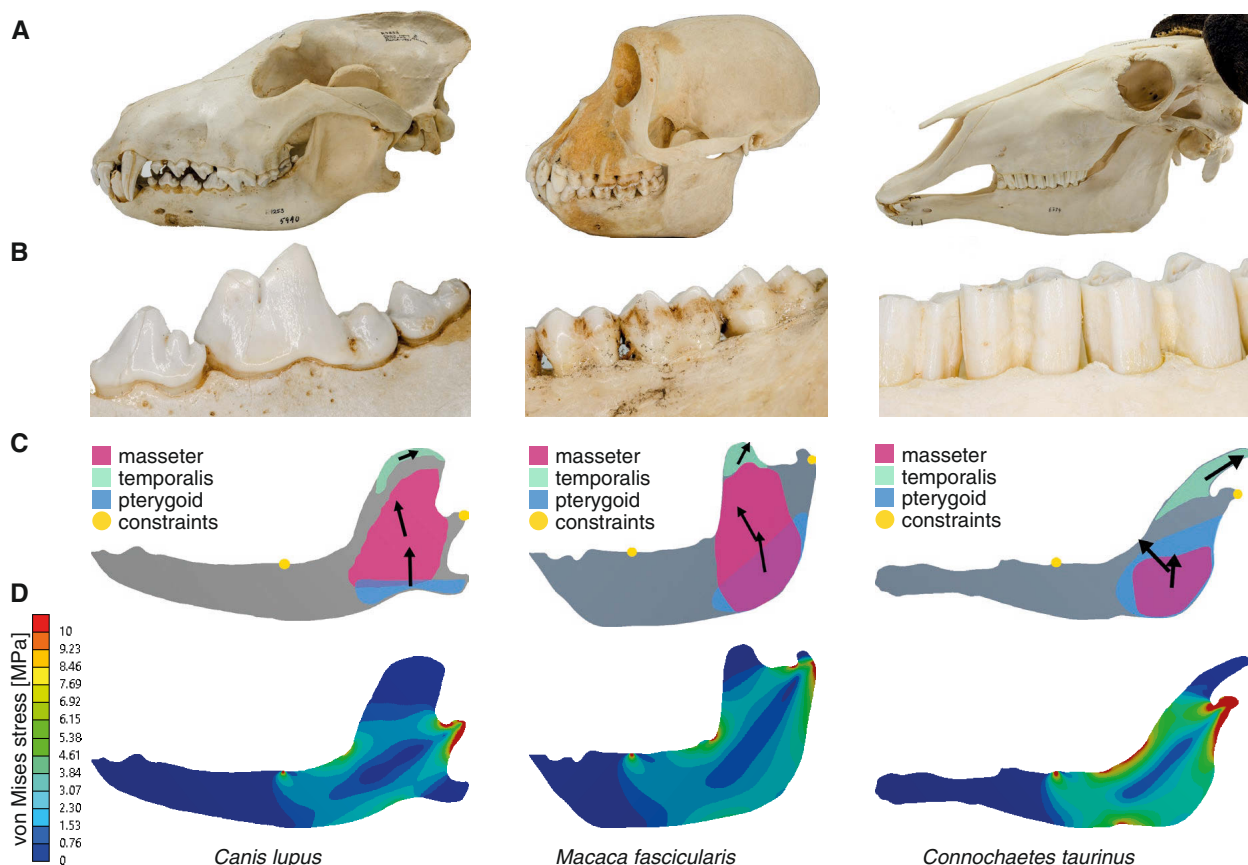 A
5940
B
C
masseter
temporalis
pterygoid
constraints
masseter
temporalis
pterygoid
constraints
masseter
temporalis
pterygoid
constraints
D
von Mises stress [MPa]
10
9.23
8.46
7.69
6.92
6.15
5.38
4.61
3.84
3.07
2.30
1.53
0.76
0
Canis lupus
Macaca fascicularis
Connochaetes taurinus